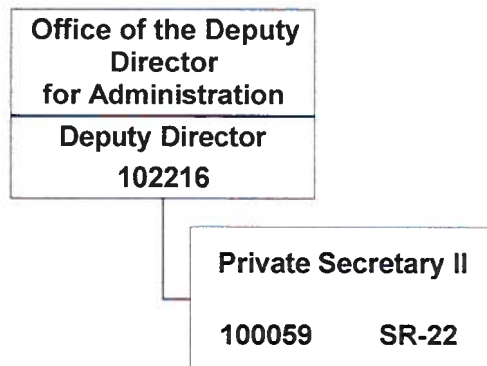 Office of the Deputy
Director
for Administration
Deputy Director
102216
Private Secretary II
100059 SR-22